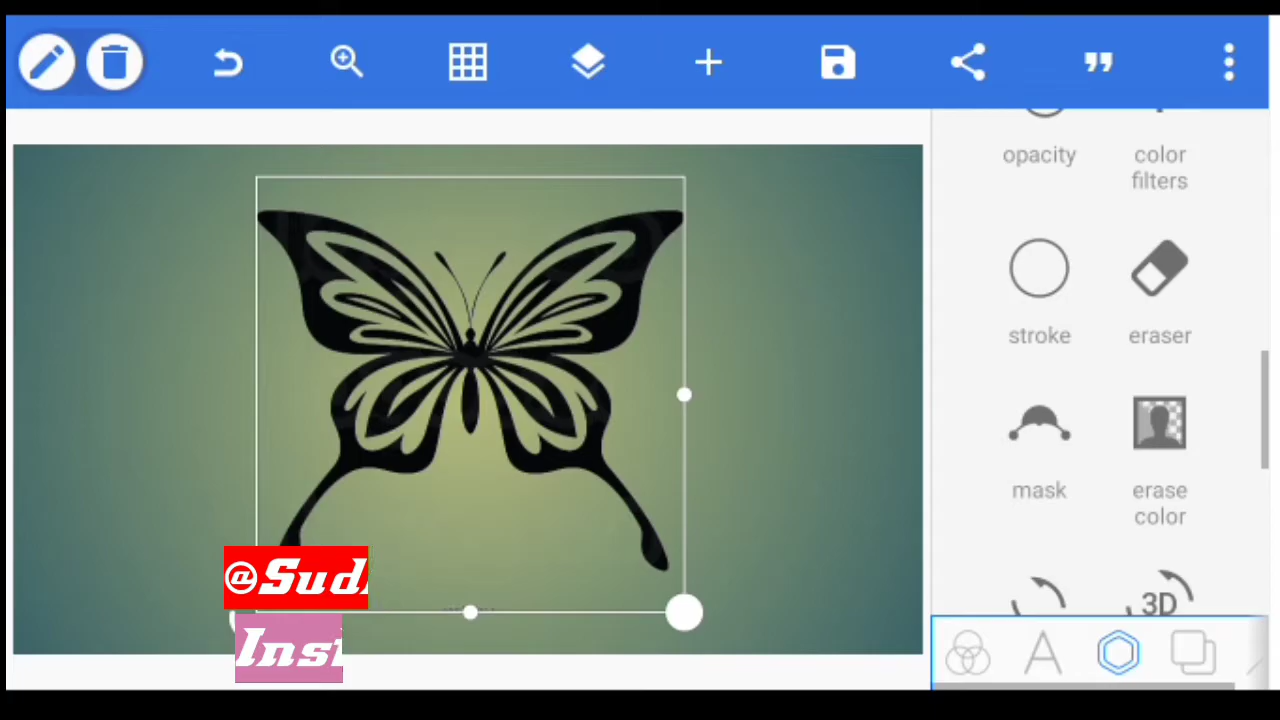 opacity
color
filters
stroke
eraser
mask
erase
color
3D
@Sud
Inst